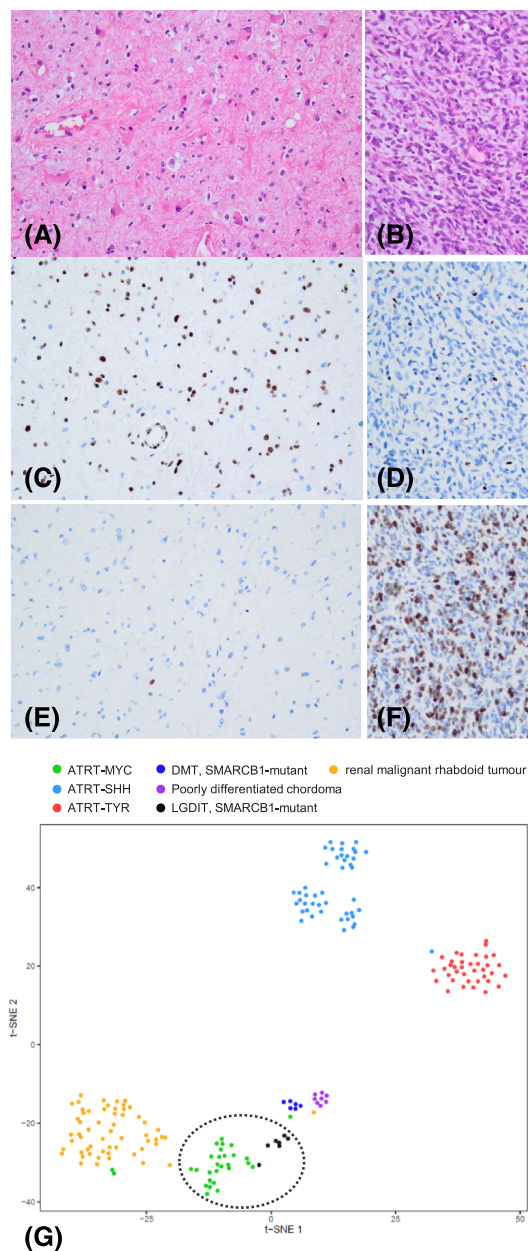 (A)
(B)
(C)
(D)
(E)
(F)
ATRT-MYC DMT, SMARCB1-mutant renal malignant rhabdoid tumour
ATRT-SHH Poorly differentiated chordoma
ATRT-TYR LGDIT, SMARCB1-mutant
40
20
0
−20
−40
t-SNE 2
−25
0
25
50
t-SNE 1
(G)